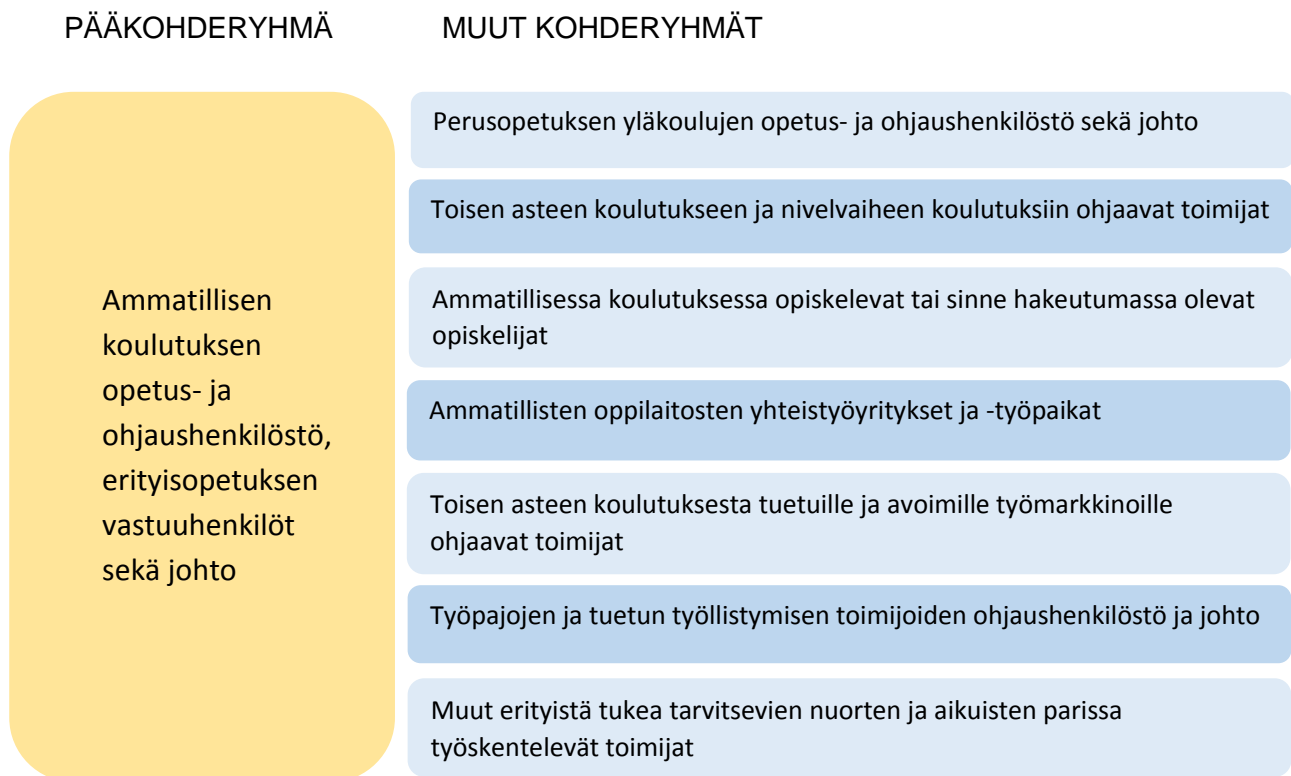 PÄÄKOHDERYHMÄ
MUUT KOHDERYHMÄT
Ammatillisen
koulutuksen
opetus- ja
ohjaushenkilöstö,
erityisopetuksen
vastuuhenkilöt
sekä johto
Perusopetuksen yläkoulujen opetus- ja ohjaushenkilöstö sekä johto
Toisen asteen koulutukseen ja nivelvaiheen koulutuksiin ohjaavat toimijat
Ammatillisessa koulutuksessa opiskelevat tai sinne hakeutumassa olevat
opiskelijat
Ammatillisten oppilaitosten yhteistyöyritykset ja -työpaikat
Toisen asteen koulutuksesta tuetuille ja avoimille työmarkkinoille
ohjaavat toimijat
Työpajojen ja tuetun työllistymisen toimijoiden ohjaushenkilöstö ja johto
Muut erityistä tukea tarvitsevien nuorten ja aikuisten parissa
työskentelevät toimijat